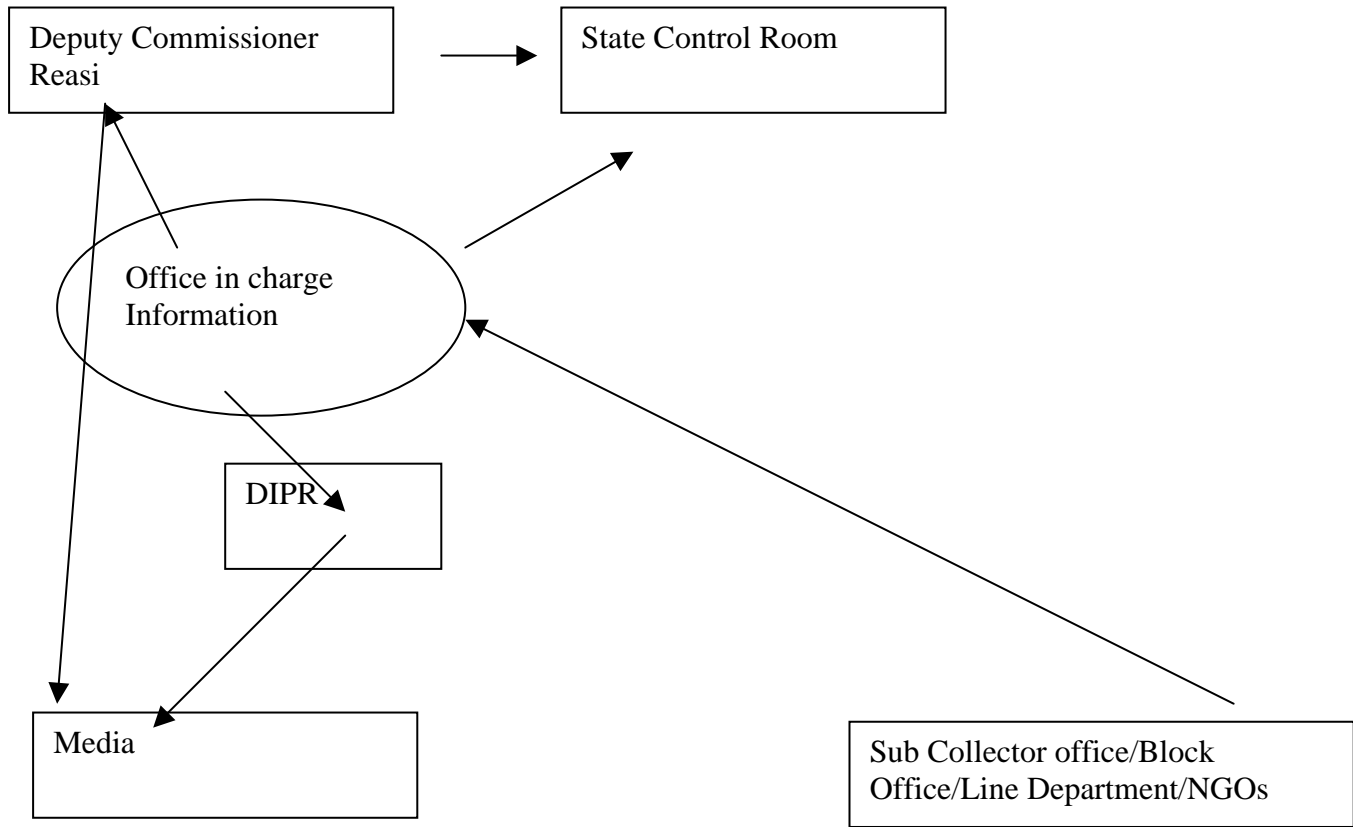 Deputy Commissioner
Reasi
State Control Room
Office in charge
Information
DIPR
Media
Sub Collector office/Block
Office/Line Department/NGOs